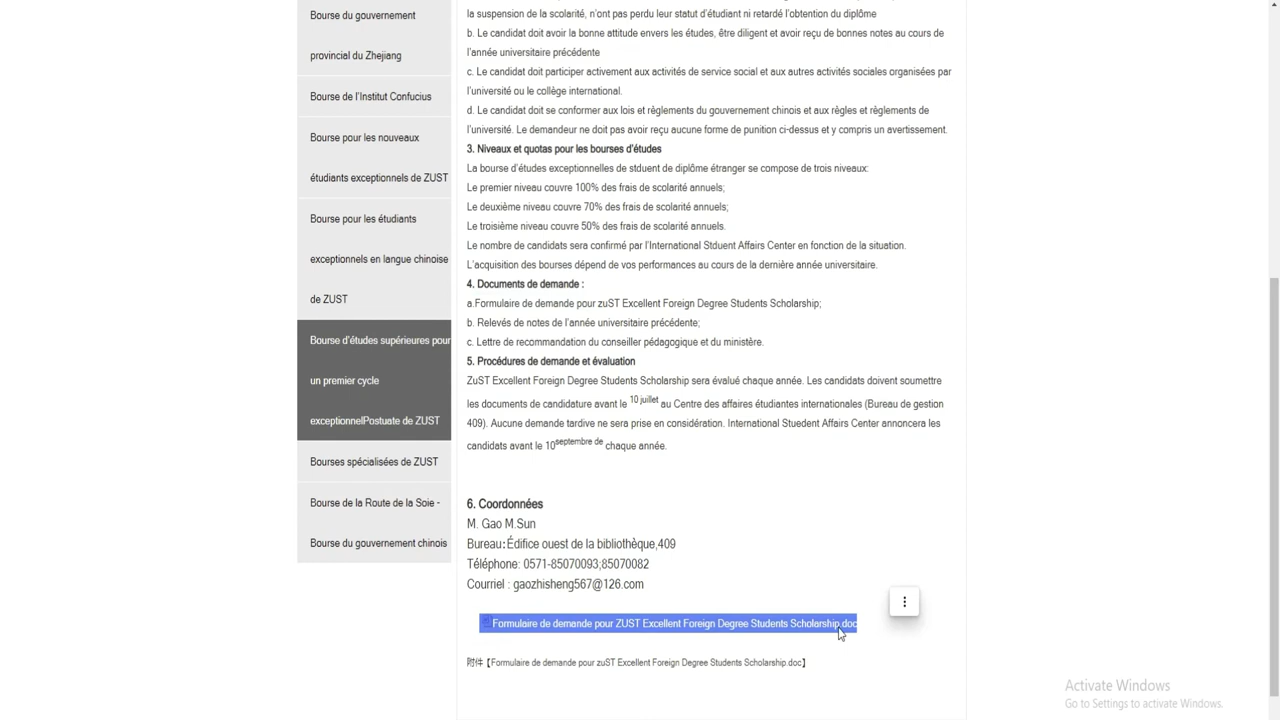 Bourse du gouvernement
provincial du Zhejiang
Bourse de l’Institut Confucius
Bourse pour les nouveaux
étudiants exceptionnels de ZUST
Bourse pour les étudiants
exceptionnels en langue chinoise
de ZUST
Bourse d’études supérieures pour
un premier cycle
exceptionnelPostuate de ZUST
Bourses spécialisées de ZUST
Bourse de la Route de la Soie -
Bourse du gouvernement chinois
la suspension de la scolarité, n’ont pas perdu leur statut d’étudiant ni retardé l’obtention du diplôme
b. Le candidat doit avoir la bonne attitude envers les études, être diligent et avoir reçu de bonnes notes au cours de
l’année universitaire précédente
c. Le candidat doit participer activement aux activités de service social et aux autres activités sociales organisées par
l’université ou le collège international.
d. Le candidat doit se conformer aux lois et règlements du gouvernement chinois et aux règles et règlements de
l’université. Le demandeur ne doit pas avoir reçu aucune forme de punition ci-dessus et y compris un avertissement.
3. Niveaux et quotas pour les bourses d’études
La bourse d’études exceptionnelles de stduent de diplôme étranger se compose de trois niveaux:
Le premier niveau couvre 100% des frais de scolarité annuels;
Le deuxième niveau couvre 70% des frais de scolarité annuels;
Le troisième niveau couvre 50% des frais de scolarité annuels.
Le nombre de candidats sera confirmé par l’International Stduent Affairs Center en fonction de la situation.
L’acquisition des bourses dépend de vos performances au cours de la dernière année universitaire.
4. Documents de demande :
a.Formulaire de demande pour zuST Excellent Foreign Degree Students Scholarship;
b. Relevés de notes de l’année universitaire précédente;
c. Lettre de recommandation du conseiller pédagogique et du ministère.
5. Procédures de demande et évaluation
ZuST Excellent Foreign Degree Students Scholarship sera évalué chaque année. Les candidats doivent soumettre
les documents de candidature avant le 10 juillet au Centre des affaires étudiantes internationales (Bureau de gestion
409). Aucune demande tardive ne sera prise en considération. International Stuedent Affairs Center annoncera les
candidats avant le 10septembre de chaque année.
6. Coordonnées
M. Gao M.Sun
Bureau：Édifice ouest de la bibliothèque,409
Téléphone: 0571-85070093;85070082
Courriel : gaozhisheng567@126.com
Formulaire de demande pour ZUST Excellent Foreign Degree Students Scholarship.doc
附件【Formulaire de demande pour zuST Excellent Foreign Degree Students Scholarship.doc】
Activate Windows
Go to Settings to activate Windows.